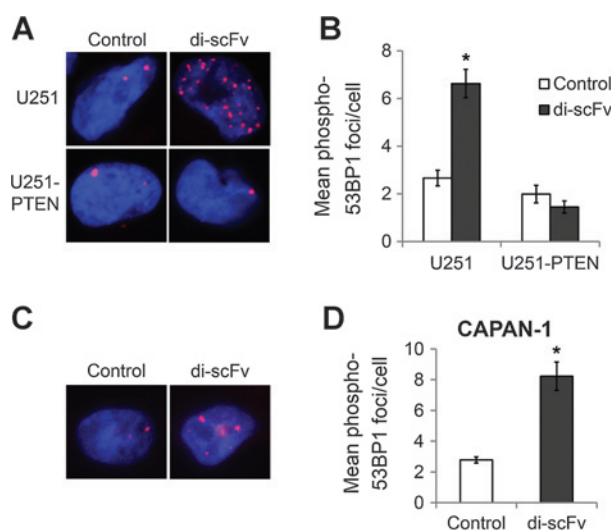 A
Control di-scFv
U251
U251-
PTEN
B
Mean phospho-
53BP1 foci/cell
8
6
4
2
0
*
Control
di-scFv
U251 U251-PTEN
C
Control di-scFv
D
CAPAN-1
Mean phospho-
53BP1 foci/cell
10
8
6
4
2
0
*
Control di-scFv